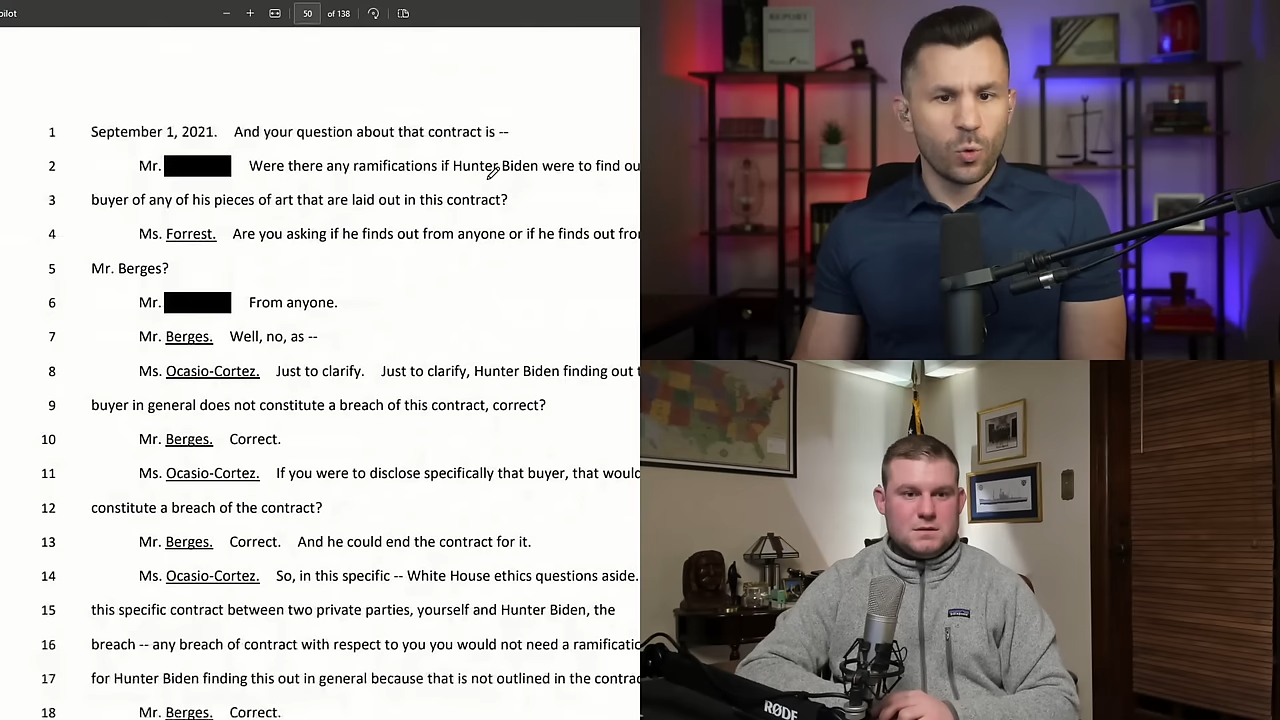 pilot
50 of 138
1 September 1, 2021. And your question about that contract is --
2 Mr. Were there any ramifications if Hunter Biden were to find ou
3 buyer of any of his pieces of art that are laid out in this contract?
4 Ms. Forrest. Are you asking if he finds out from anyone or if he finds out fro
5 Mr. Berges?
6 Mr. From anyone.
7 Mr. Berges. Well, no, as --
8 Ms. Ocasio-Cortez. Just to clarify. Just to clarify, Hunter Biden finding out t
9 buyer in general does not constitute a breach of this contract, correct?
10 Mr. Berges. Correct.
11 Ms. Ocasio-Cortez. If you were to disclose specifically that buyer, that would
12 constitute a breach of the contract?
13 Mr. Berges. Correct. And he could end the contract for it.
14 Ms. Ocasio-Cortez. So, in this specific -- White House ethics questions aside.
15 this specific contract between two private parties, yourself and Hunter Biden, the
16 breach -- any breach of contract with respect to you you would not need a ramificatio
17 for Hunter Biden finding this out in general because that is not outlined in the contrac
18 Mr. Berges. Correct.
REPORT
patagonia
RØDE